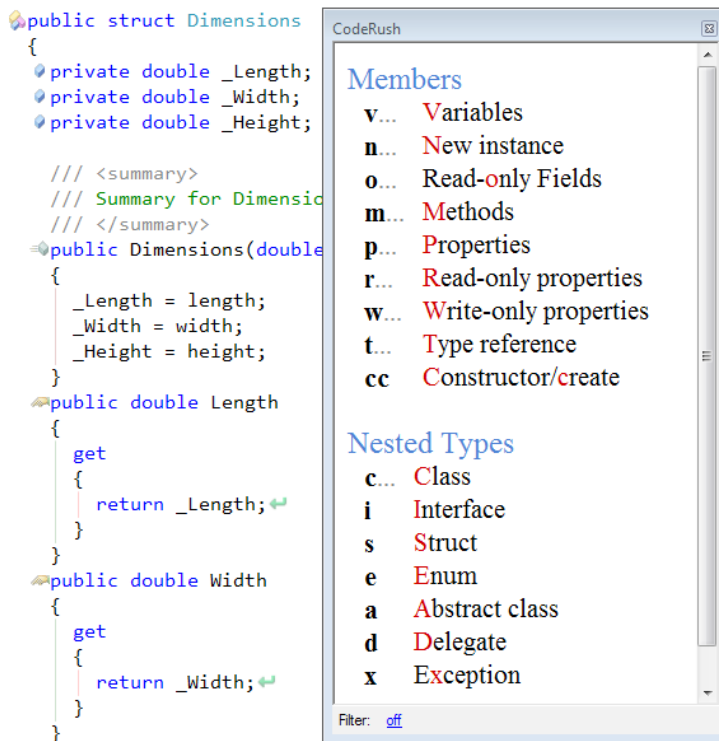 public struct Dimensions
{
private double _Length;
private double _Width;
private double _Height;
/// <summary>
/// Summary for Dimensio
/// </summary>
public Dimensions(double
{
_Length = length;
_Width = width;
_Height = height;
}
public double Length
{
get
{
return _Length;
}
}
public double Width
{
get
{
return _Width;
}
}
CodeRush
Members
v... Variables
n... New instance
o... Read-only Fields
m... Methods
p... Properties
r... Read-only properties
w... Write-only properties
t... Type reference
cc Constructor/create
Nested Types
c... Class
i Interface
s Struct
e Enum
a Abstract class
d Delegate
x Exception
Filter: off